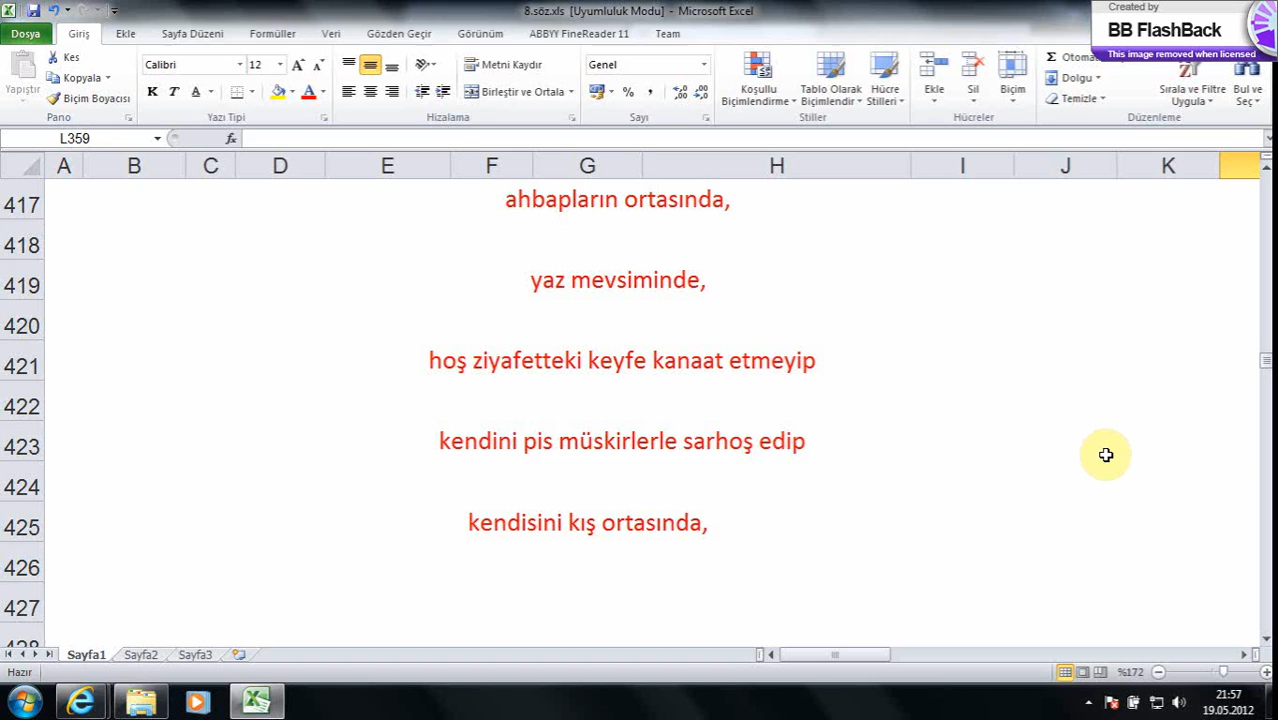 8.söz.xls [Uyumluluk Modu] - Microsoft Excel
Created by
BB FlashBack
This image removed when licensed
Dosya Giriş Ekle Sayfa Düzeni Formüller Veri Gözden Geçir Görünüm ABBYY FineReader 11 Team
Yapıştır
Kes
Kopyala
Biçim Boyacısı
Pano
Calibri 12
K T A
Yazı Tipi
Metni Kaydır
Birleştir ve Ortala
Hizalama
Genel
% ,
Sayı
Koşullu Biçimlendirme
Tablo Olarak Biçimlendir
Hücre Stilleri
Stiller
Ekle Sil Biçim
Hücreler
Σ Otoma
Dolgu
Temizle
Sırala ve Filtre Uygula
Bul ve Seç
Düzenleme
L359 fx
A B C D E F G H I J K
417 ahbapların ortasında,
418
419 yaz mevsiminde,
420
421 hoş ziyafetteki keyfe kanaat etmeyip
422
423 kendini pis müskirlerle sarhoş edip
424
425 kendisini kış ortasında,
426
427
428
Sayfa1 Sayfa2 Sayfa3
Hazır %172
21:57
19.05.2012